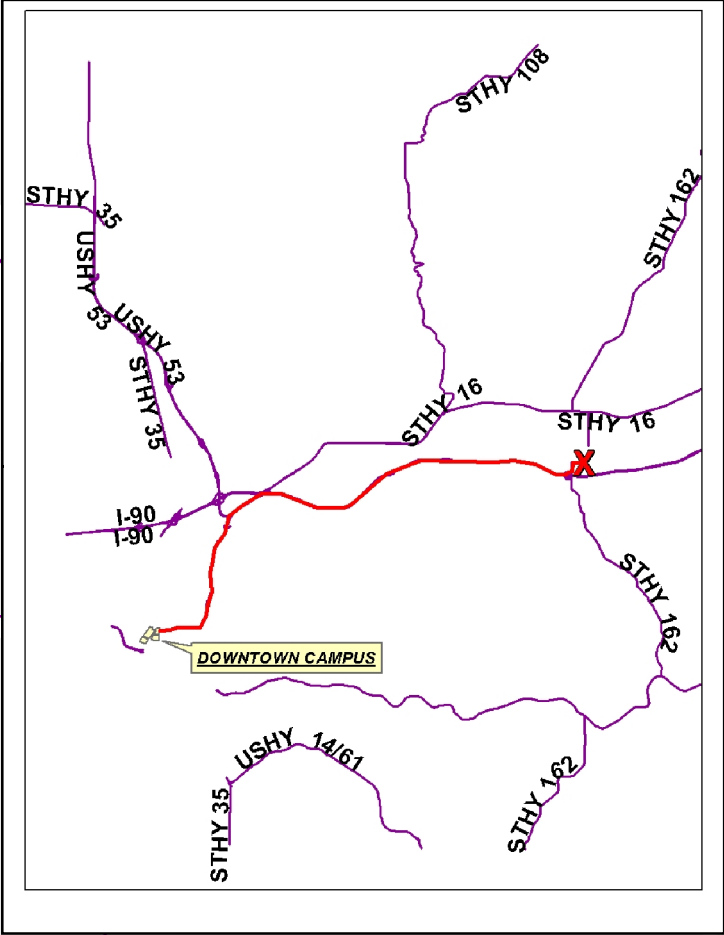 STHY 108
STHY 162
STHY 35
USHY 53
USHY 53
STHY 35
STHY 16
STHY 16
X
I-90
I-90
STHY 162
DOWNTOWN CAMPUS
USHY 14/61
STHY 162
STHY 35